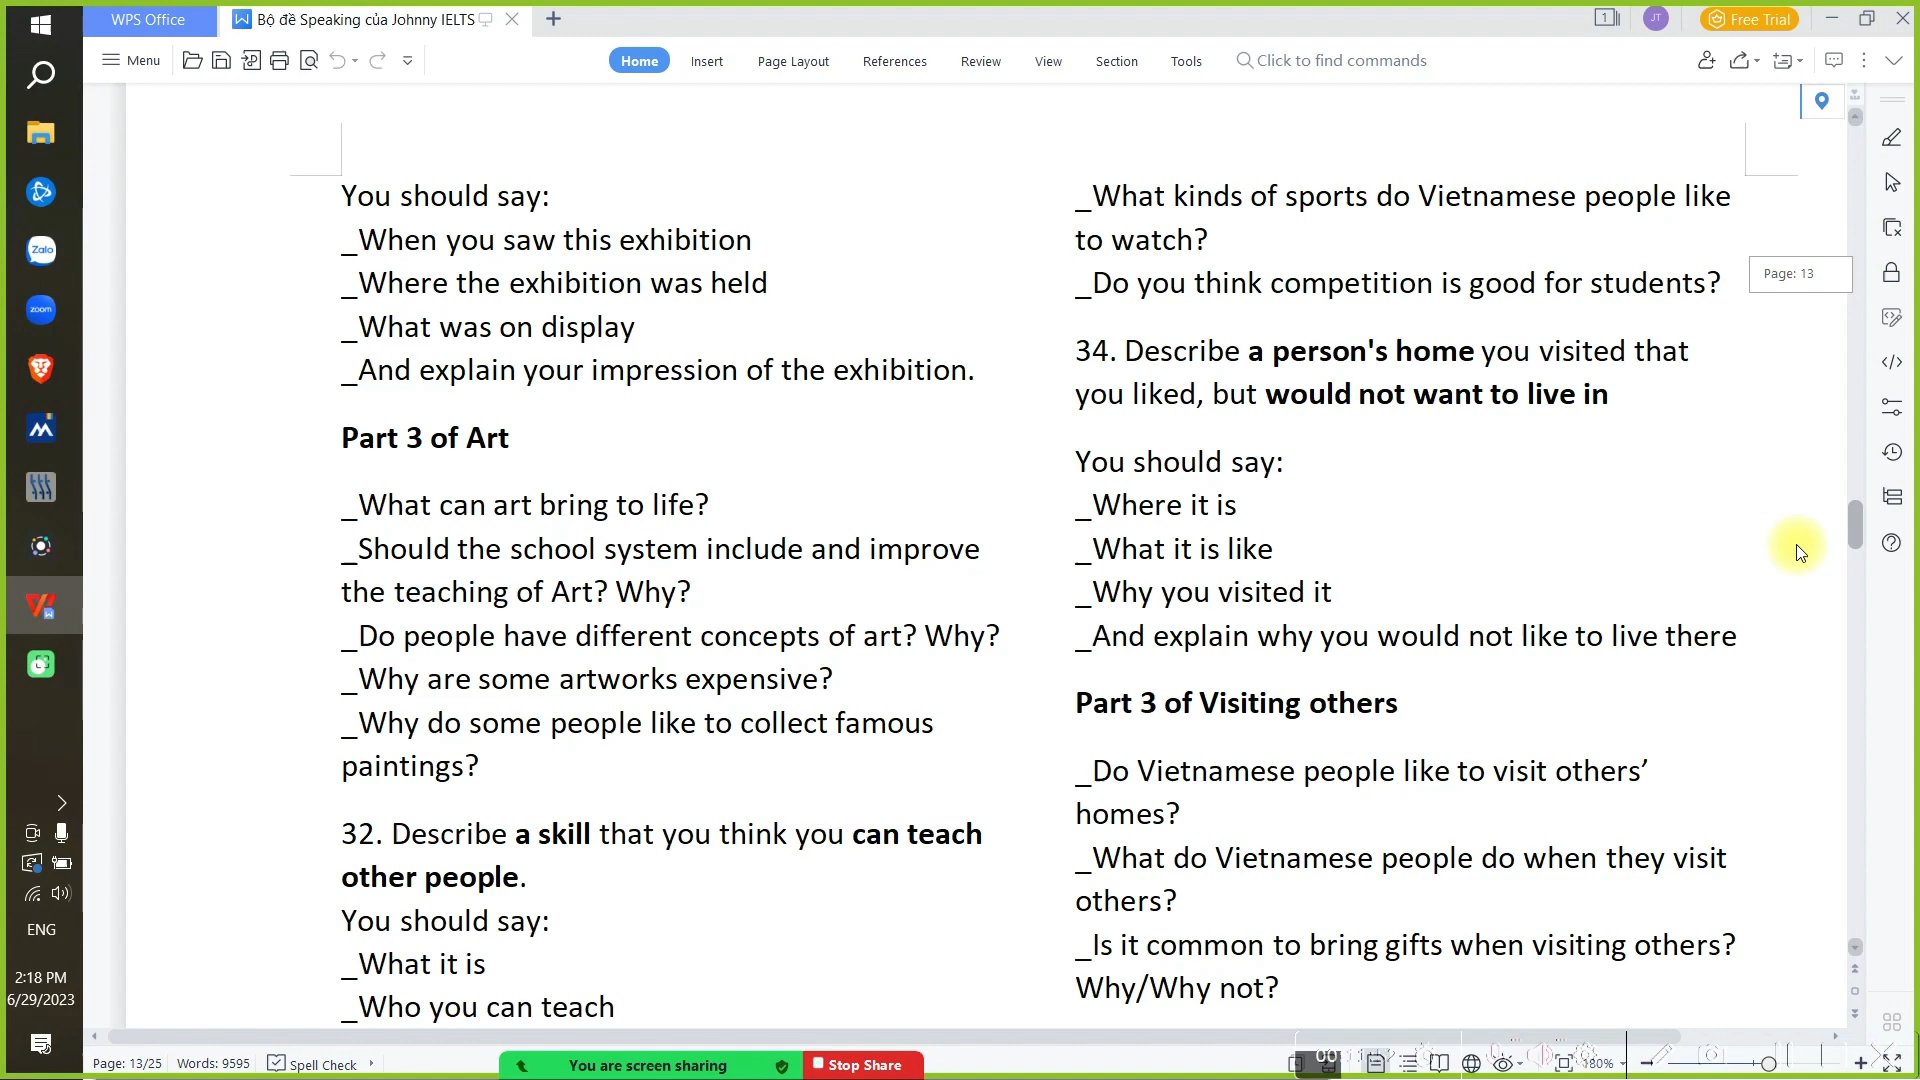 WPS Office
Bộ đề Speaking của Johnny IELTS
JT
Free Trial
Menu
Home
Insert
Page Layout
References
Review
View
Section
Tools
Click to find commands
You should say:
_When you saw this exhibition
_Where the exhibition was held
_What was on display
_And explain your impression of the exhibition.
Part 3 of Art
_What can art bring to life?
_Should the school system include and improve
the teaching of Art? Why?
_Do people have different concepts of art? Why?
_Why are some artworks expensive?
_Why do some people like to collect famous
paintings?
32. Describe a skill that you think you can teach
other people.
You should say:
_What it is
_Who you can teach
_What kinds of sports do Vietnamese people like
to watch?
_Do you think competition is good for students?
34. Describe a person's home you visited that
you liked, but would not want to live in
You should say:
_Where it is
_What it is like
_Why you visited it
_And explain why you would not like to live there
Part 3 of Visiting others
_Do Vietnamese people like to visit others’
homes?
_What do Vietnamese people do when they visit
others?
_Is it common to bring gifts when visiting others?
Why/Why not?
Page: 13
Zalo
zoom
ENG
2:18 PM
6/29/2023
Page: 13/25
Words: 9595
Spell Check
You are screen sharing
Stop Share
180%